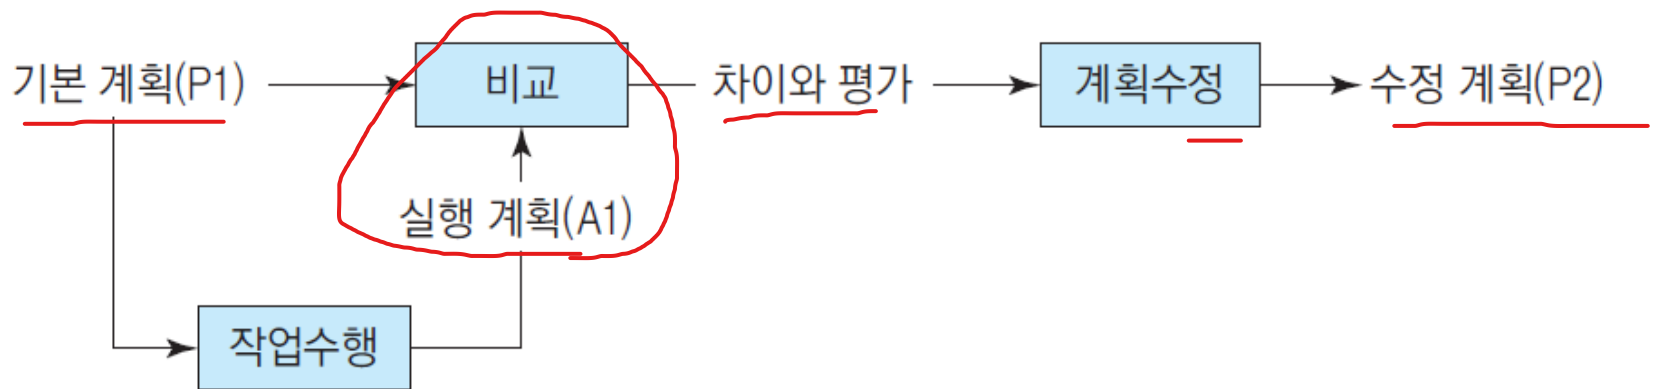 기본 계획(P1)
비교
차이와 평가
계획수정
수정 계획(P2)
실행 계획(A1)
작업수행